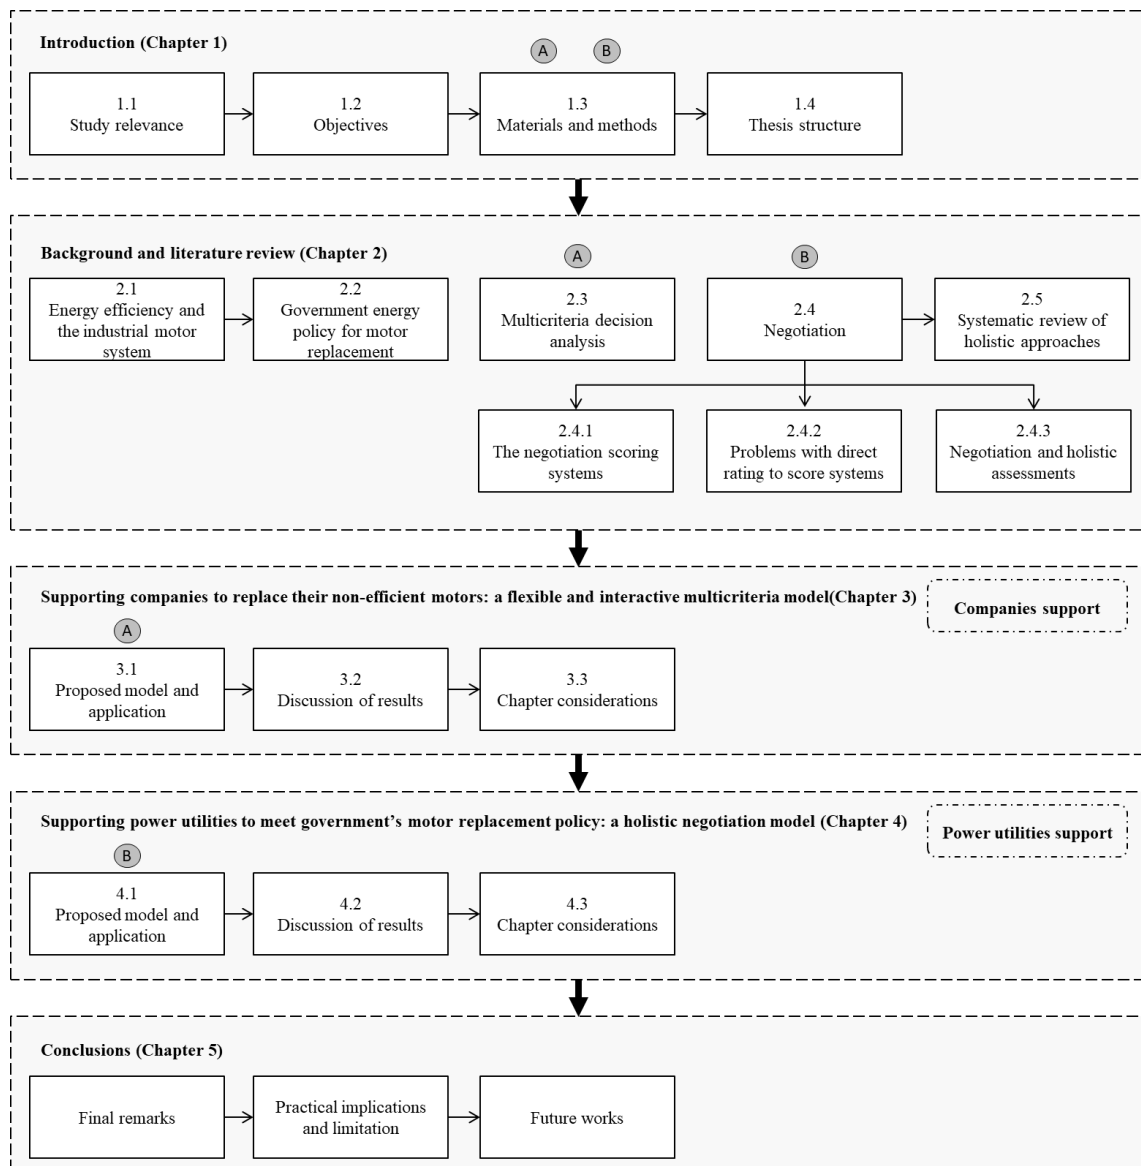 Introduction (Chapter 1)
A
B
1.1
Study relevance
1.2
Objectives
1.3
Materials and methods
1.4
Thesis structure
Background and literature review (Chapter 2)
A
B
2.1
Energy efficiency and
the industrial motor
system
2.2
Government energy
policy for motor
replacement
2.3
Multicriteria decision
analysis
2.4
Negotiation
2.5
Systematic review of
holistic approaches
2.4.1
The negotiation scoring
systems
2.4.2
Problems with direct
rating to score systems
2.4.3
Negotiation and holistic
assessments
Supporting companies to replace their non-efficient motors: a flexible and interactive multicriteria model(Chapter 3)
Companies support
A
3.1
Proposed model and
application
3.2
Discussion of results
3.3
Chapter considerations
Supporting power utilities to meet government’s motor replacement policy: a holistic negotiation model (Chapter 4)
Power utilities support
B
4.1
Proposed model and
application
4.2
Discussion of results
4.3
Chapter considerations
Conclusions (Chapter 5)
Final remarks
Practical implications
and limitation
Future works